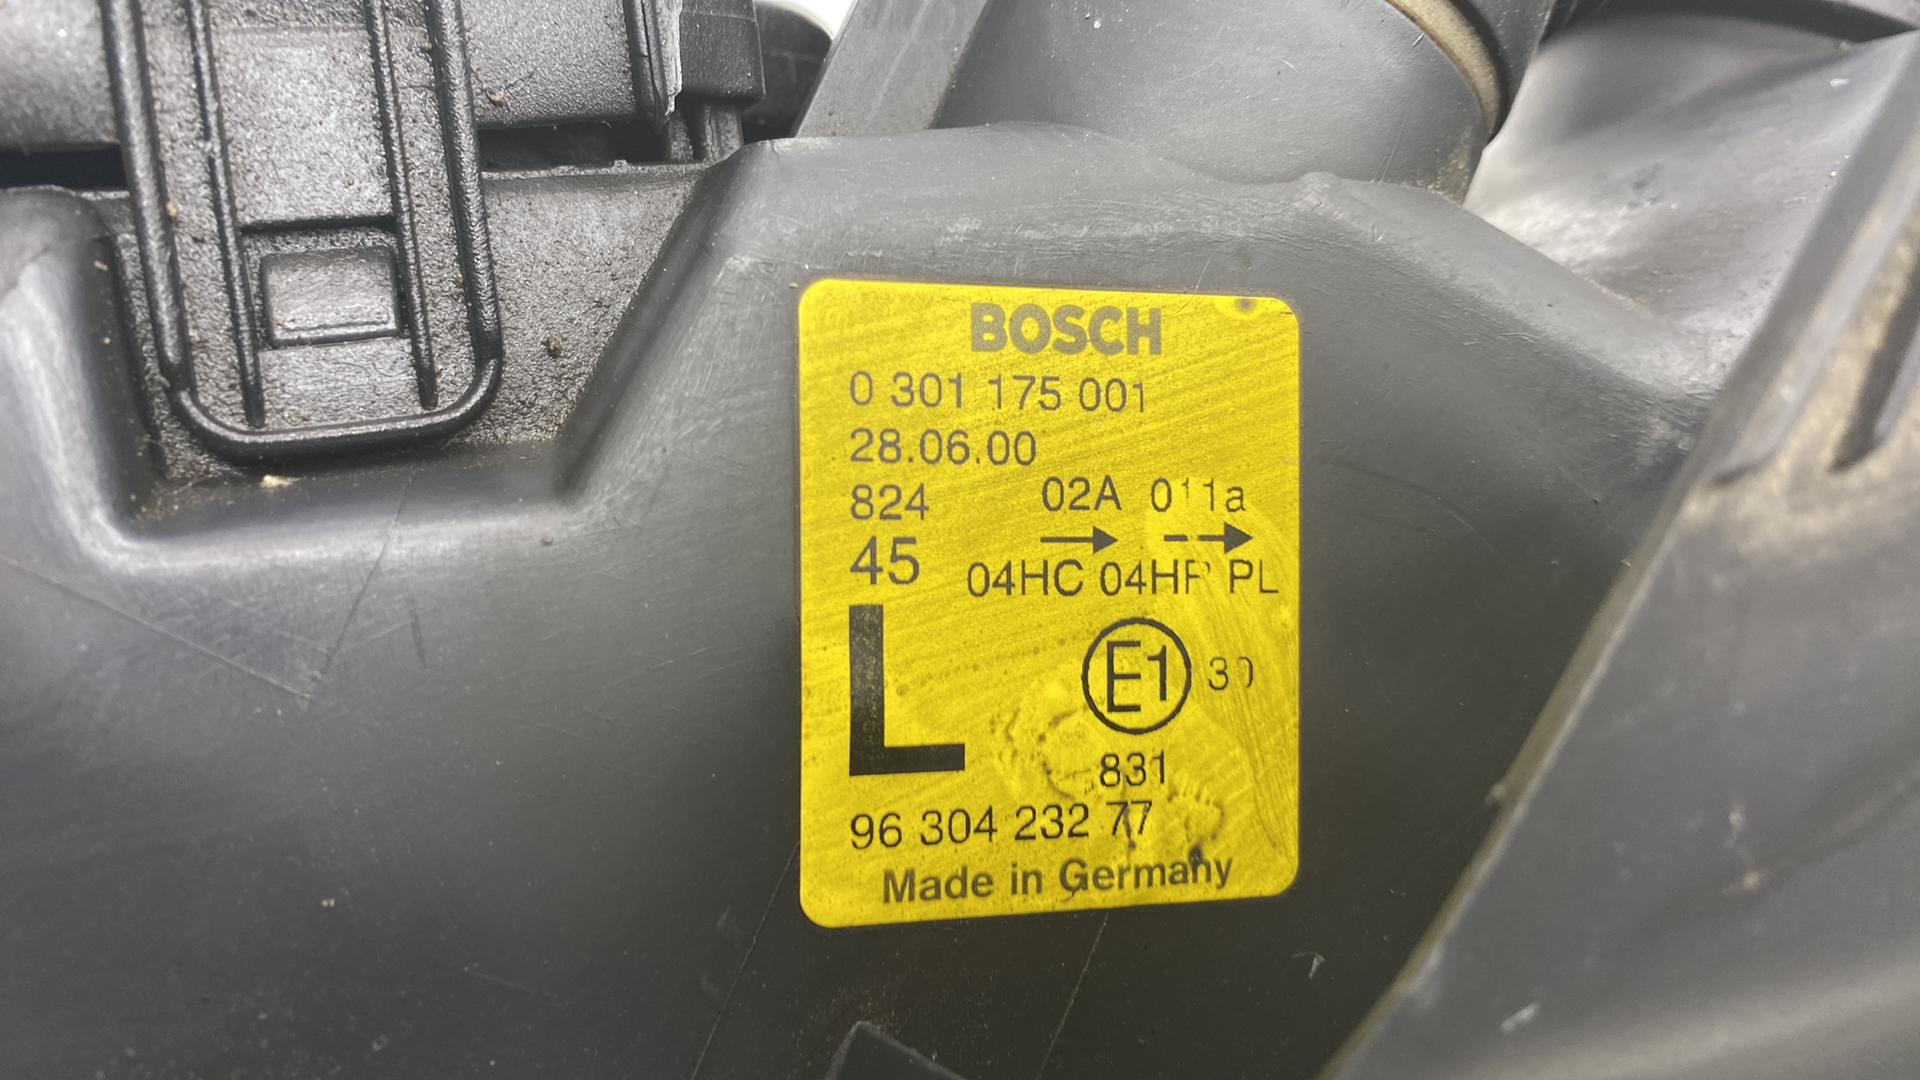 BOSCH
0 301 175 001
28.06.00
824 02A 011a
45
04HC PL
L
E1
831
96 304 232 77
Made in Germany